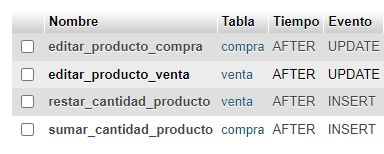 Nombre Tabla Tiempo Evento
editar_producto_compra compra AFTER UPDATE
editar_producto_venta venta AFTER UPDATE
restar_cantidad_producto venta AFTER INSERT
sumar_cantidad_producto compra AFTER INSERT